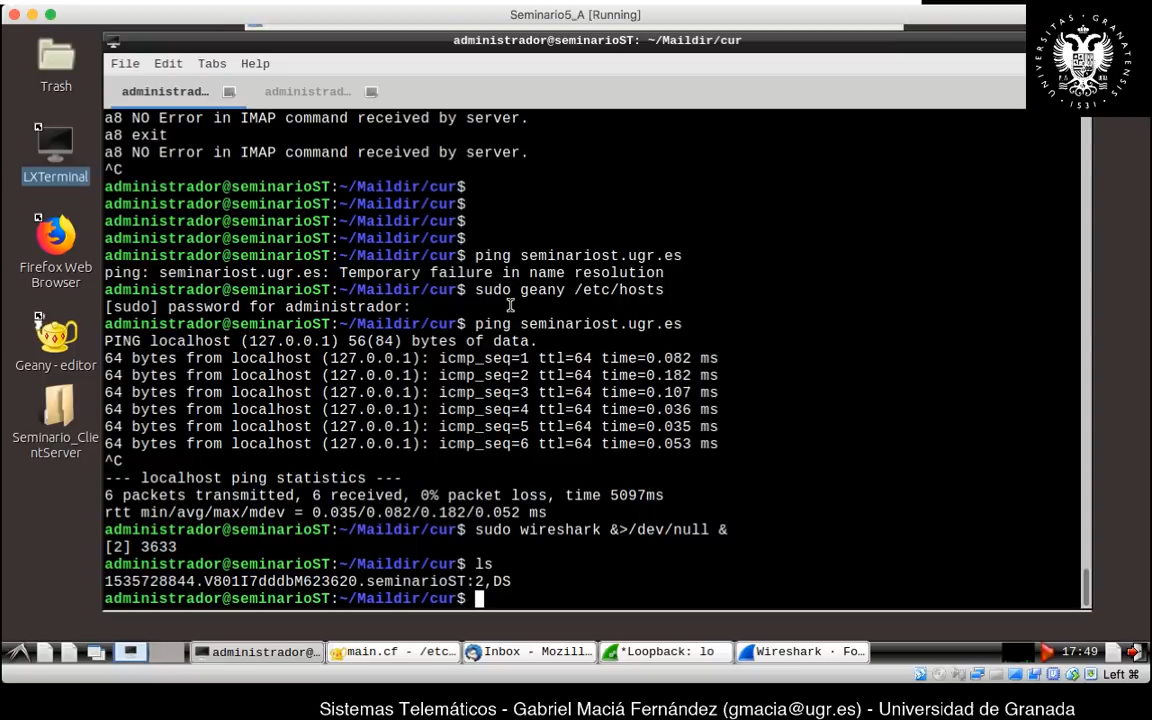 Seminario5_A [Running]
administrador@seminarioST: ~/Maildir/cur
File Edit Tabs Help
administrad... administrad...
a8 NO Error in IMAP command received by server.
a8 exit
a8 NO Error in IMAP command received by server.
^C
administrador@seminarioST:~/Maildir/cur$
administrador@seminarioST:~/Maildir/cur$
administrador@seminarioST:~/Maildir/cur$
administrador@seminarioST:~/Maildir/cur$
administrador@seminarioST:~/Maildir/cur$ ping seminariost.ugr.es
ping: seminariost.ugr.es: Temporary failure in name resolution
administrador@seminarioST:~/Maildir/cur$ sudo geany /etc/hosts
[sudo] password for administrador:
administrador@seminarioST:~/Maildir/cur$ ping seminariost.ugr.es
PING localhost (127.0.0.1) 56(84) bytes of data.
64 bytes from localhost (127.0.0.1): icmp_seq=1 ttl=64 time=0.082 ms
64 bytes from localhost (127.0.0.1): icmp_seq=2 ttl=64 time=0.182 ms
64 bytes from localhost (127.0.0.1): icmp_seq=3 ttl=64 time=0.107 ms
64 bytes from localhost (127.0.0.1): icmp_seq=4 ttl=64 time=0.036 ms
64 bytes from localhost (127.0.0.1): icmp_seq=5 ttl=64 time=0.035 ms
64 bytes from localhost (127.0.0.1): icmp_seq=6 ttl=64 time=0.053 ms
^C
--- localhost ping statistics ---
6 packets transmitted, 6 received, 0% packet loss, time 5097ms
rtt min/avg/max/mdev = 0.035/0.082/0.182/0.052 ms
administrador@seminarioST:~/Maildir/cur$ sudo wireshark &>/dev/null &
[2] 3633
administrador@seminarioST:~/Maildir/cur$ ls
1535728844.V801I7dddbM623620.seminarioST:2,DS
administrador@seminarioST:~/Maildir/cur$
Trash
LXTerminal
Firefox Web
Browser
Geany - editor
Seminario_Clie
ntServer
UNIVERSITAS GRANATENSIS
1531
administrador@... main.cf - /etc... Inbox - Mozill... *Loopback: lo Wireshark · Fo... 17:49
Left ⌘
Sistemas Telemáticos - Gabriel Maciá Fernández (gmacia@ugr.es) - Universidad de Granada